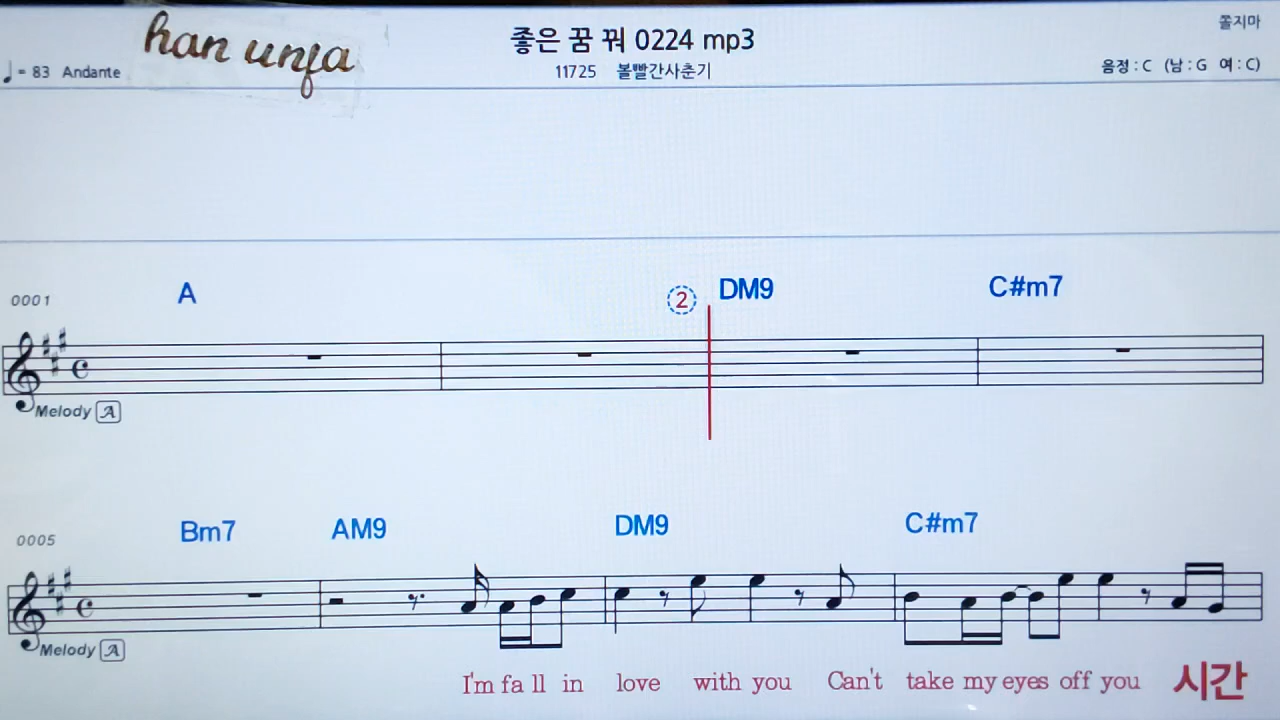 han unfa
좋은 꿈 꿔 0224 mp3
쫄지마
♩= 83 Andante
11725 볼빨간사춘기
음정 : C (남 : G 여 : C)
0001 A ② DM9 C#m7
Melody A
0005 Bm7 AM9 DM9 C#m7
Melody A
I'm fa ll in love with you Can't take my eyes off you 시간